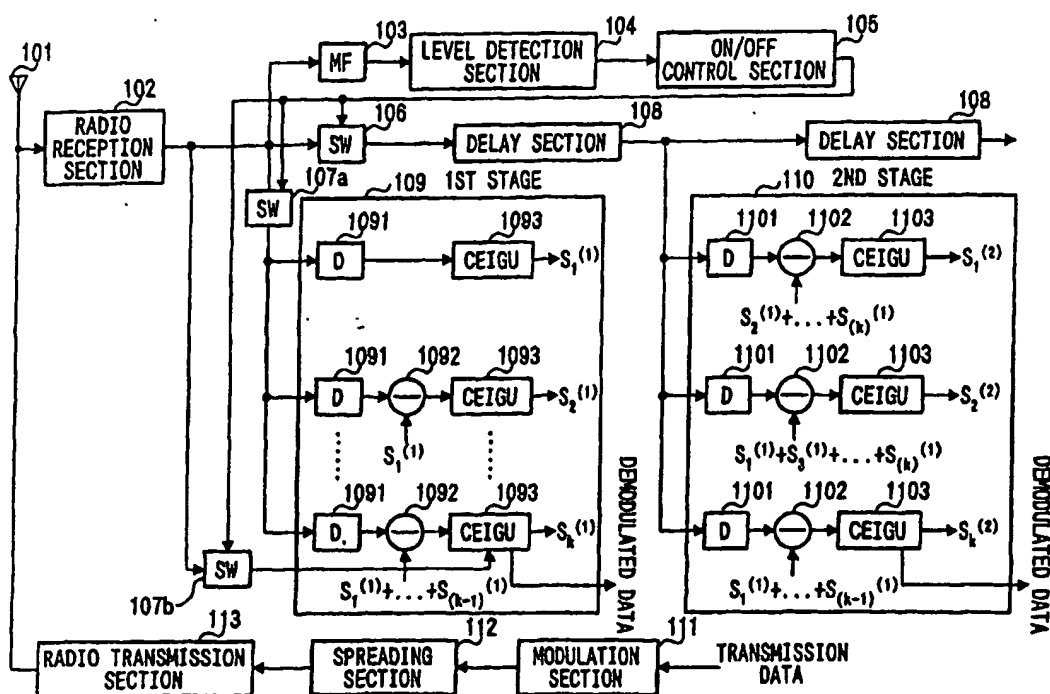 101
102
RADIO
RECEPTION
SECTION
103
MF
104
LEVEL DETECTION
SECTION
105
ON/OFF
CONTROL SECTION
106
SW
108
DELAY SECTION
108
DELAY SECTION
107a
SW
109
1ST STAGE
110
2ND STAGE
1091
D
1093
CEIGU
S1(1)
1101
D
1102
1103
CEIGU
S1(2)
S2(1)+...+S(k)(1)
1091
D
1092
1093
CEIGU
S2(1)
S1(1)
1101
D
1102
1103
CEIGU
S2(2)
S1(1)+S3(1)+...+S(k)(1)
1091
D.
1092
1093
CEIGU
Sk(1)
S1(1)+...+S(k-1)(1)
1101
D
1102
1103
CEIGU
Sk(2)
S1(1)+...+S(k-1)(1)
SW
107b
DEMODULATED DATA
DEMODULATED DATA
113
RADIO TRANSMISSION
SECTION
112
SPREADING
SECTION
111
MODULATION
SECTION
TRANSMISSION
DATA